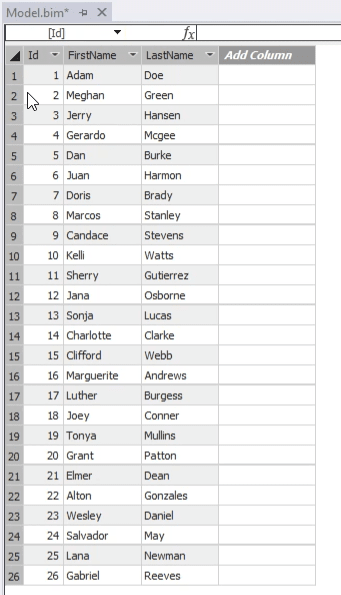 Model.bim*
[Id] fx
Id FirstName LastName Add Column
1 1 Adam Doe
2 2 Meghan Green
3 3 Jerry Hansen
4 4 Gerardo Mcgee
5 5 Dan Burke
6 6 Juan Harmon
7 7 Doris Brady
8 8 Marcos Stanley
9 9 Candace Stevens
10 10 Kelli Watts
11 11 Sherry Gutierrez
12 12 Jana Osborne
13 13 Sonja Lucas
14 14 Charlotte Clarke
15 15 Clifford Webb
16 16 Marguerite Andrews
17 17 Luther Burgess
18 18 Joey Conner
19 19 Tonya Mullins
20 20 Grant Patton
21 21 Elmer Dean
22 22 Alton Gonzales
23 23 Wesley Daniel
24 24 Salvador May
25 25 Lana Newman
26 26 Gabriel Reeves